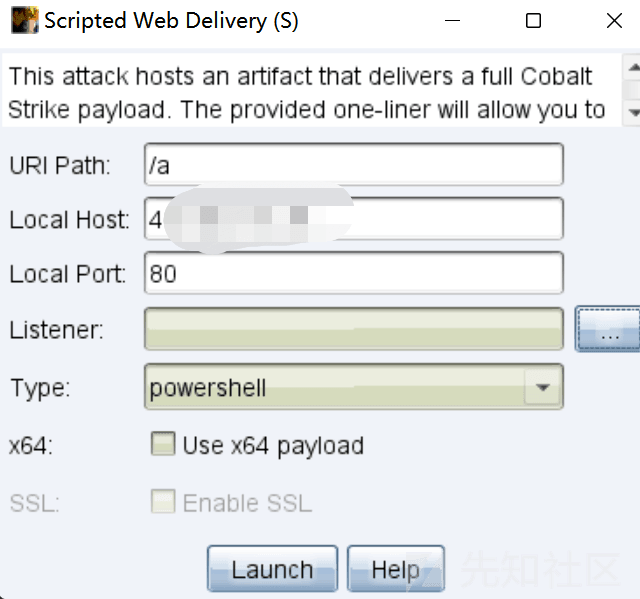 Scripted Web Delivery (S)
This attack hosts an artifact that delivers a full Cobalt
Strike payload. The provided one-liner will allow you to
URI Path: /a
Local Host: 4
Local Port: 80
Listener: ...
Type: powershell
x64: Use x64 payload
SSL: Enable SSL
Launch Help
先知社区